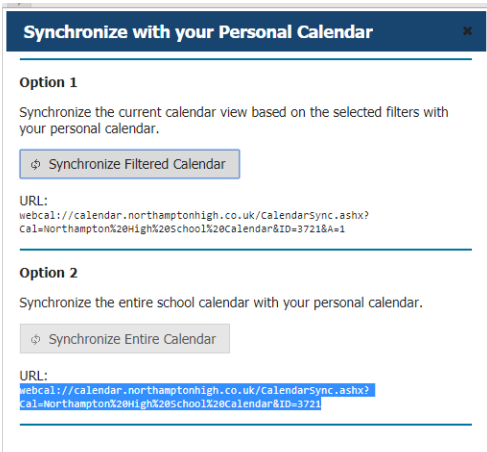 Synchronize with your Personal Calendar
Option 1
Synchronize the current calendar view based on the selected filters with
your personal calendar.
Synchronize Filtered Calendar
URL:
webcal://calendar.northamptonhigh.co.uk/CalendarSync.ashx?
Cal=Northampton%20High%20School%20Calendar&ID=3721&A=1
Option 2
Synchronize the entire school calendar with your personal calendar.
Synchronize Entire Calendar
URL:
webcal://calendar.northamptonhigh.co.uk/CalendarSync.ashx?
Cal=Northampton%20High%20School%20Calendar&ID=3721